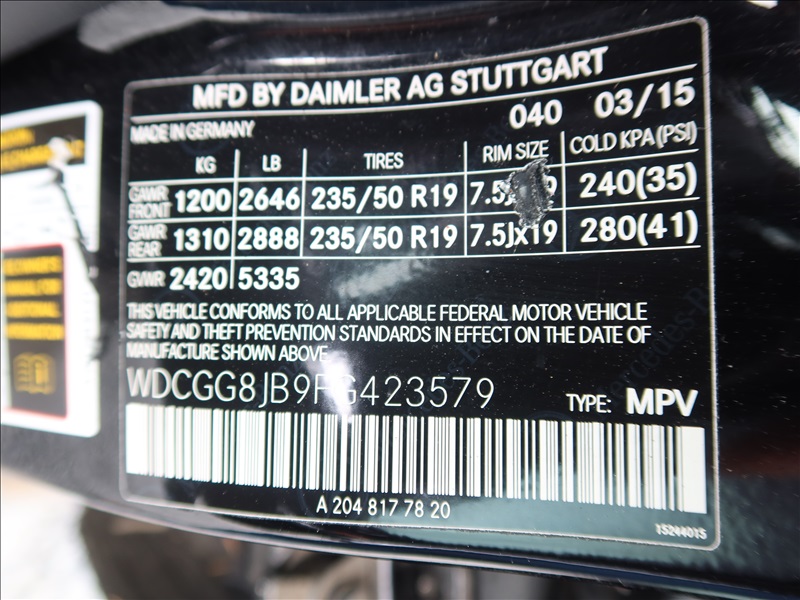 MFD BY DAIMLER AG STUTTGART
MADE IN GERMANY 040 03/15
KG LB TIRES RIM SIZE COLD KPA(PSI)
GAWR FRONT 1200 2646 235/50 R19 240(35)
GAWR REAR 1310 2888 235/50 R19 7.5Jx19 280(41)
GVWR 2420 5335
THIS VEHICLE CONFORMS TO ALL APPLICABLE FEDERAL MOTOR VEHICLE
SAFETY AND THEFT PREVENTION STANDARDS IN EFFECT ON THE DATE OF
MANUFACTURE INDICATED ABOVE.
WDCGG8JB9FG423579 TYPE: MPV
A 204 817 78 20
15244015